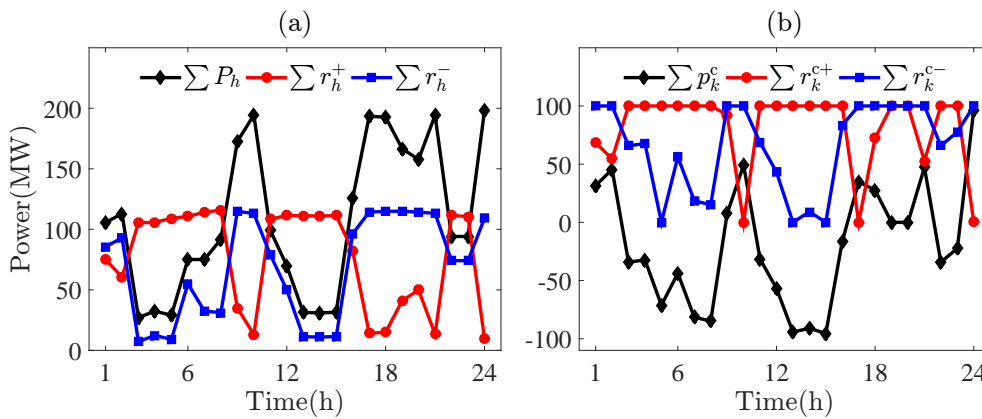 (a)
(b)
∑ P_h ∑ r_h^+ ∑ r_h^-
∑ p_k^c ∑ r_k^{c+} ∑ r_k^{c-}
Power(MW)
200
150
100
50
0
100
50
0
-50
-100
1 6 12 18 24
1 6 12 18 24
Time(h)
Time(h)